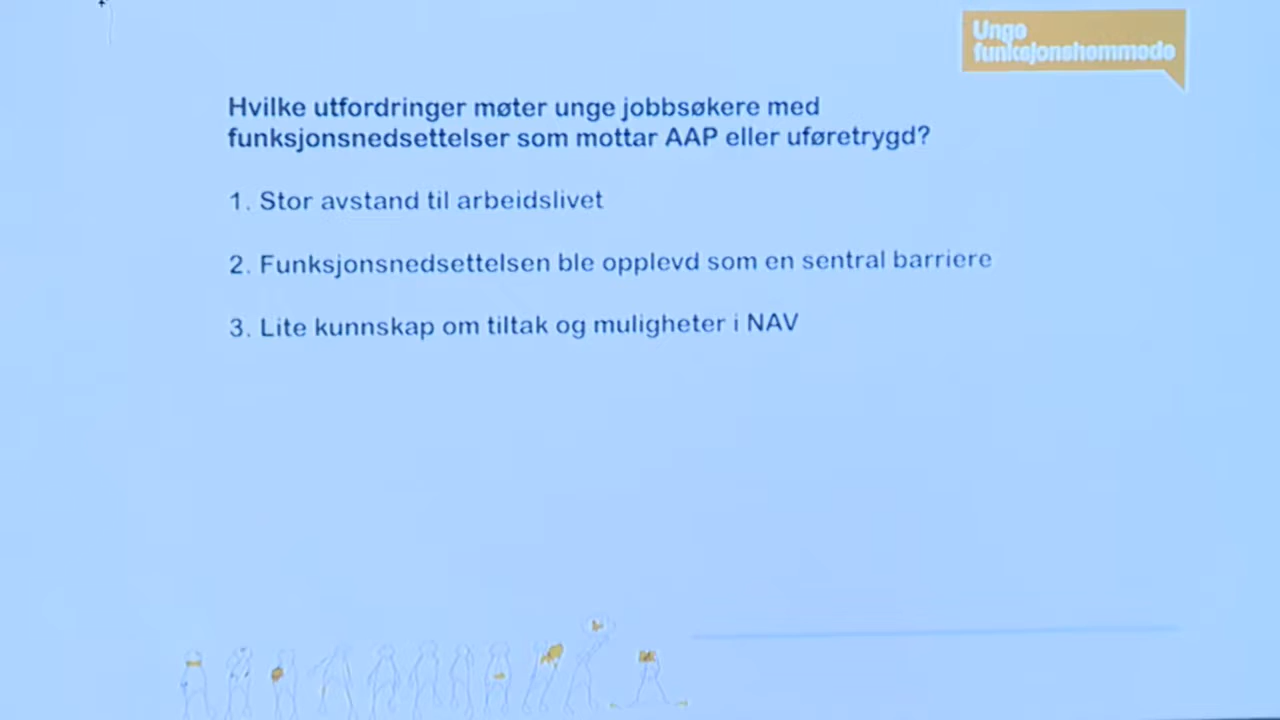 Unge
funksjonshemmede
Hvilke utfordringer møter unge jobbsøkere med
funksjonsnedsettelser som mottar AAP eller uføretrygd?
1. Stor avstand til arbeidslivet
2. Funksjonsnedsettelsen ble opplevd som en sentral barriere
3. Lite kunnskap om tiltak og muligheter i NAV